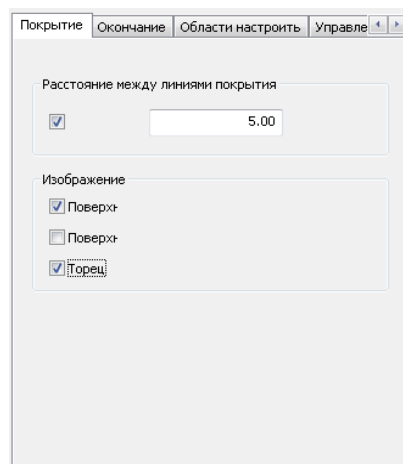 Покрытие Окончание Области настроить Управле
Расстояние между линиями покрытия
5.00
Изображение
Поверхн
Поверхн
Торец